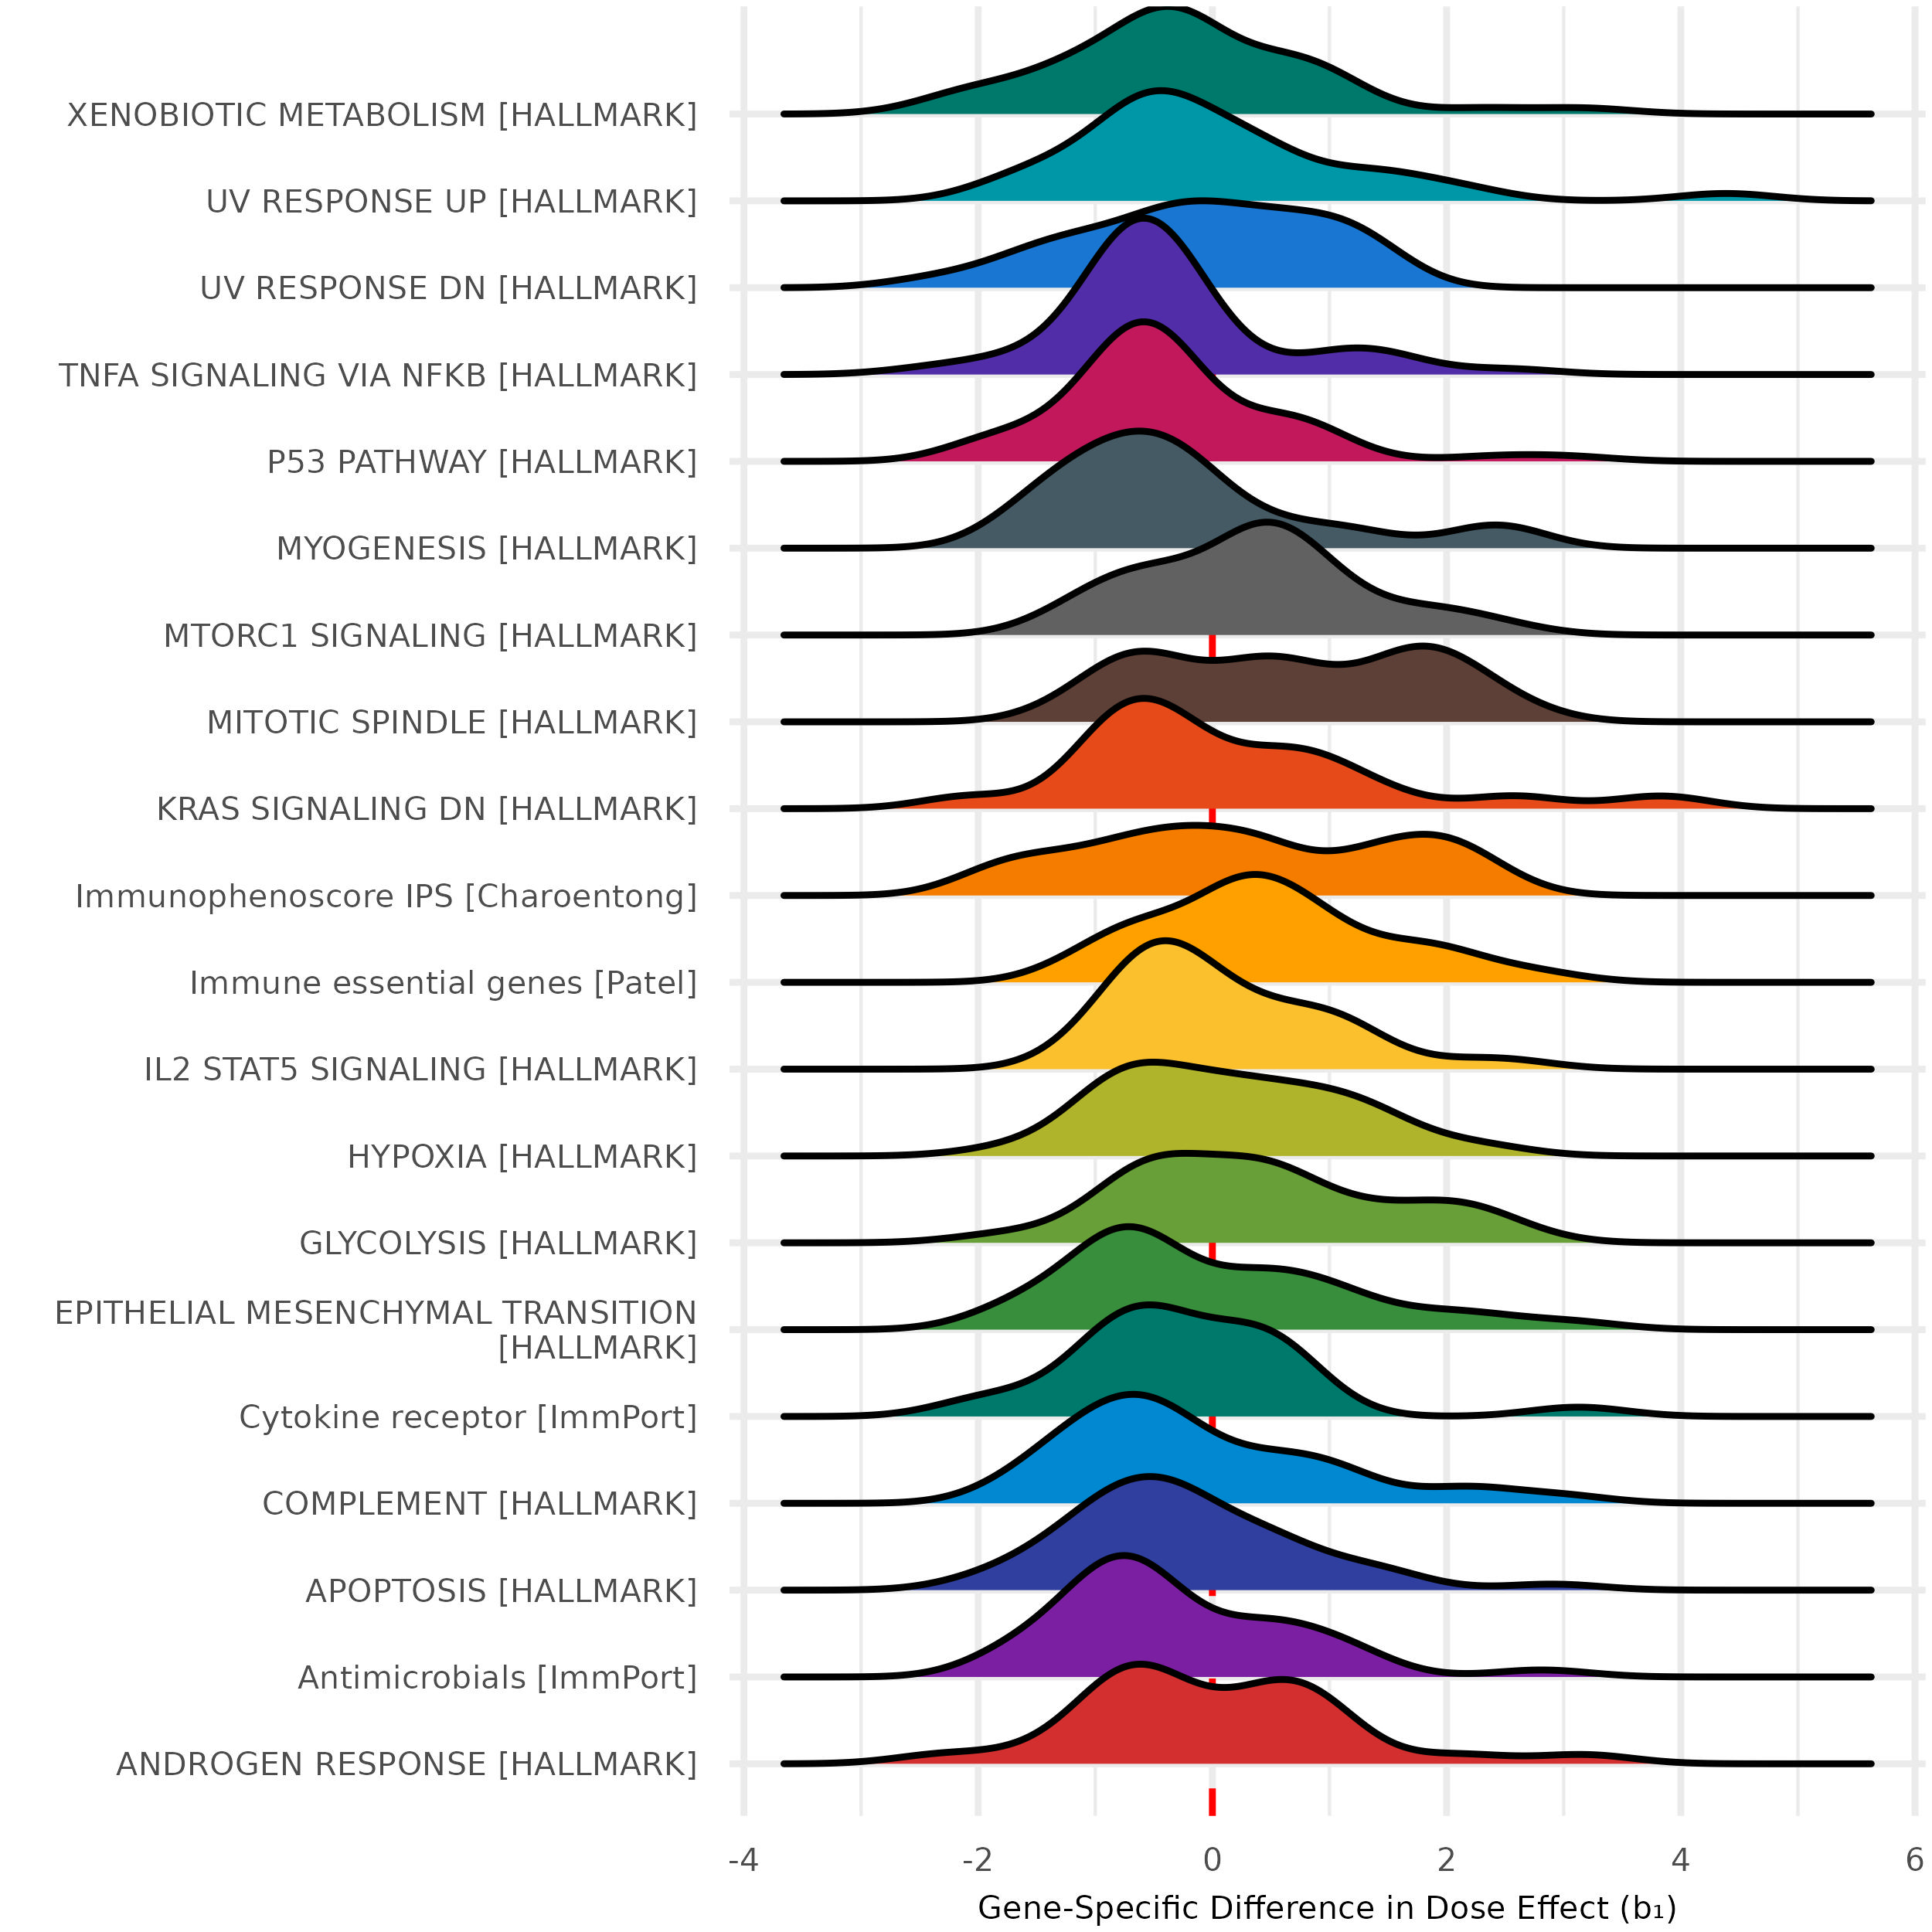 XENOBIOTIC METABOLISM [HALLMARK]
UV RESPONSE UP [HALLMARK]
UV RESPONSE DN [HALLMARK]
TNFA SIGNALING VIA NFKB [HALLMARK]
P53 PATHWAY [HALLMARK]
MYOGENESIS [HALLMARK]
MTORC1 SIGNALING [HALLMARK]
MITOTIC SPINDLE [HALLMARK]
KRAS SIGNALING DN [HALLMARK]
Immunophenoscore IPS [Charoentong]
Immune essential genes [Patel]
IL2 STAT5 SIGNALING [HALLMARK]
HYPOXIA [HALLMARK]
GLYCOLYSIS [HALLMARK]
EPITHELIAL MESENCHYMAL TRANSITION
[HALLMARK]
Cytokine receptor [ImmPort]
COMPLEMENT [HALLMARK]
APOPTOSIS [HALLMARK]
Antimicrobials [ImmPort]
ANDROGEN RESPONSE [HALLMARK]
-4 -2 0 2 4 6
Gene-Specific Difference in Dose Effect (b₁)